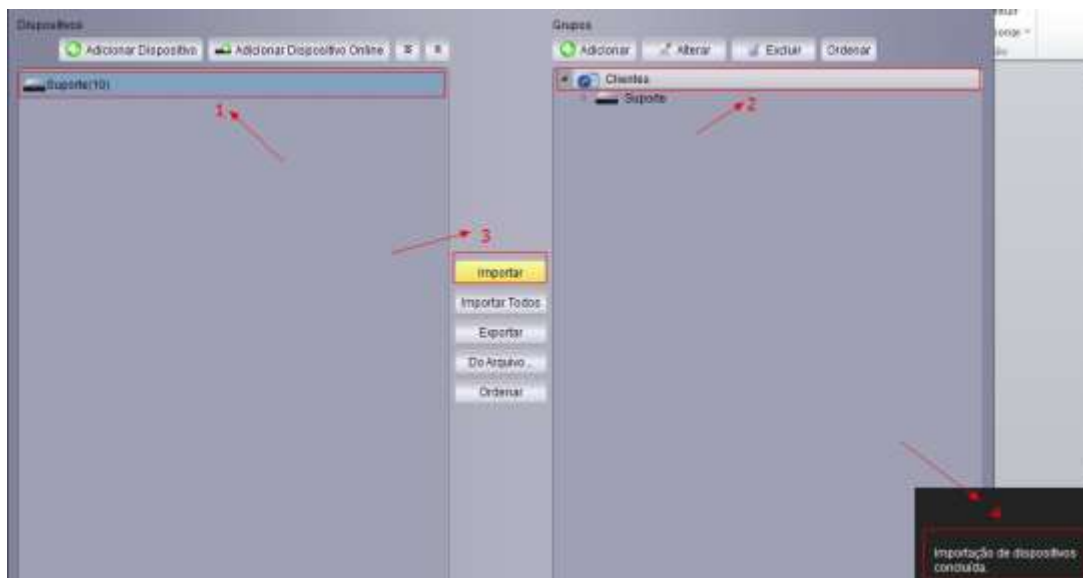 Dispositivos
Adicionar Dispositivo
Adicionar Dispositivo Online
Suporte(10)
1
3
Importar
Importar Todos
Exportar
Do Arquivo...
Ordenar
Grupos
Adicionar
Alterar
Excluir
Ordenar
Clientes
Suporte
2
4
Importação de dispositivos
concluída.